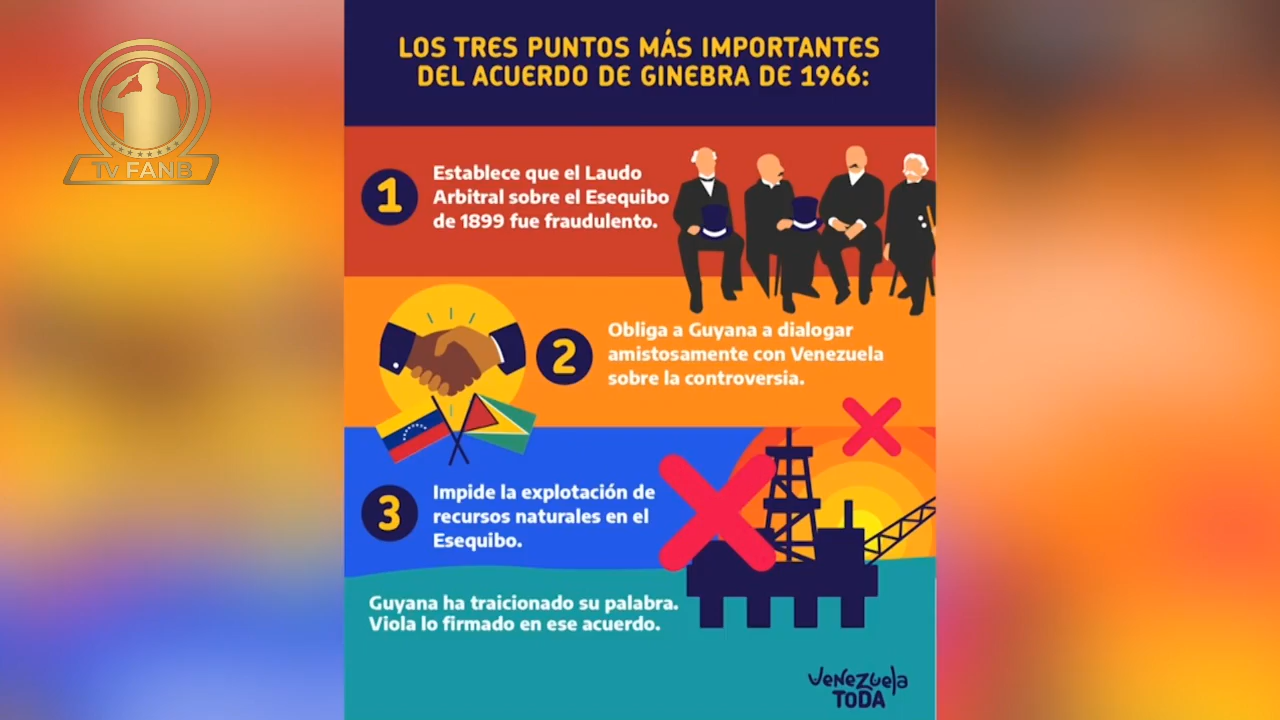 TV FANB
LOS TRES PUNTOS MÁS IMPORTANTES
DEL ACUERDO DE GINEBRA DE 1966:
1
Establece que el Laudo
Arbitral sobre el Esequibo
de 1899 fue fraudulento.
2
Obliga a Guyana a dialogar
amistosamente con Venezuela
sobre la controversia.
3
Impide la explotación de
recursos naturales en el
Esequibo.
Guyana ha traicionado su palabra.
Viola lo firmado en ese acuerdo.
Venezuela
TODA